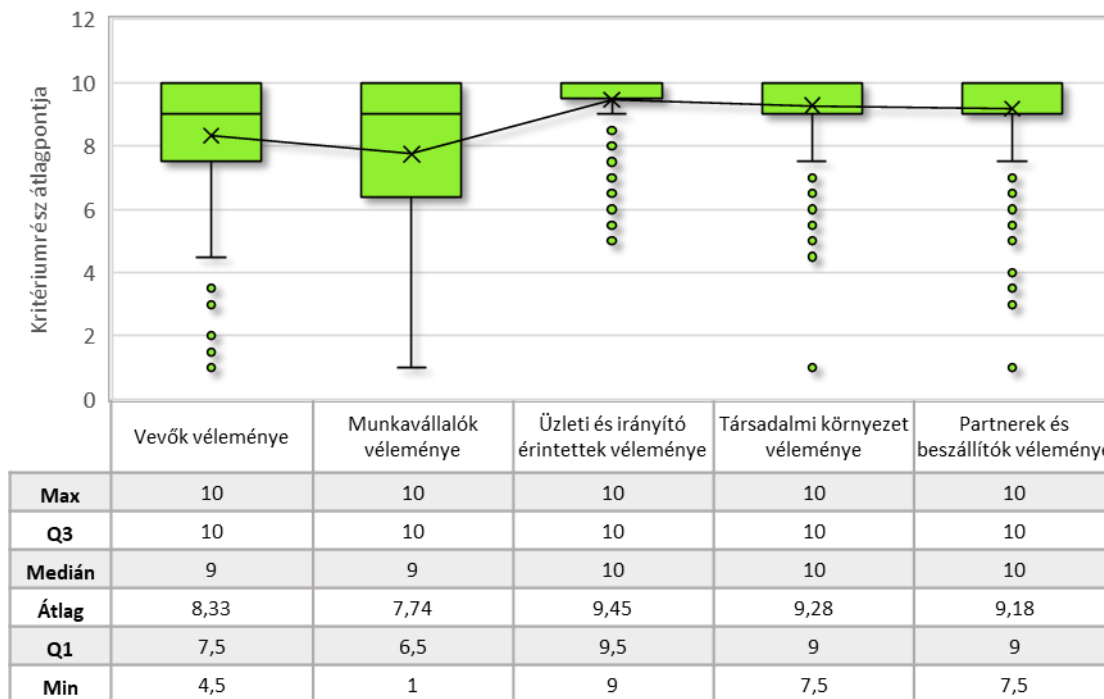 12
10
8
6
4
2
0
Kritériumrész átlagpontja
Vevők véleménye
Munkavállalók
véleménye
Üzleti és irányító
érintettek véleménye
Társadalmi környezet
véleménye
Partnerek és
beszállítók véleménye
Max 10 10 10 10 10
Q3 10 10 10 10 10
Medián 9 9 10 10 10
Átlag 8,33 7,74 9,45 9,28 9,18
Q1 7,5 6,5 9,5 9 9
Min 4,5 1 9 7,5 7,5